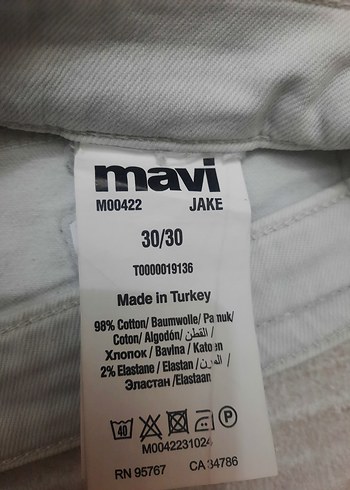 mavi
M00422 JAKE
30/30
T0000019136
Made in Turkey
98% Cotton/ Baumwolle/ Pamuk/
Coton/ Algodón/ القطن /
Хлопок / Bavlna / Katoen
2% Elastane / Elastan / /
Эластан /Elastaan
40 P
M0042231024
RN 95767 CA 34786